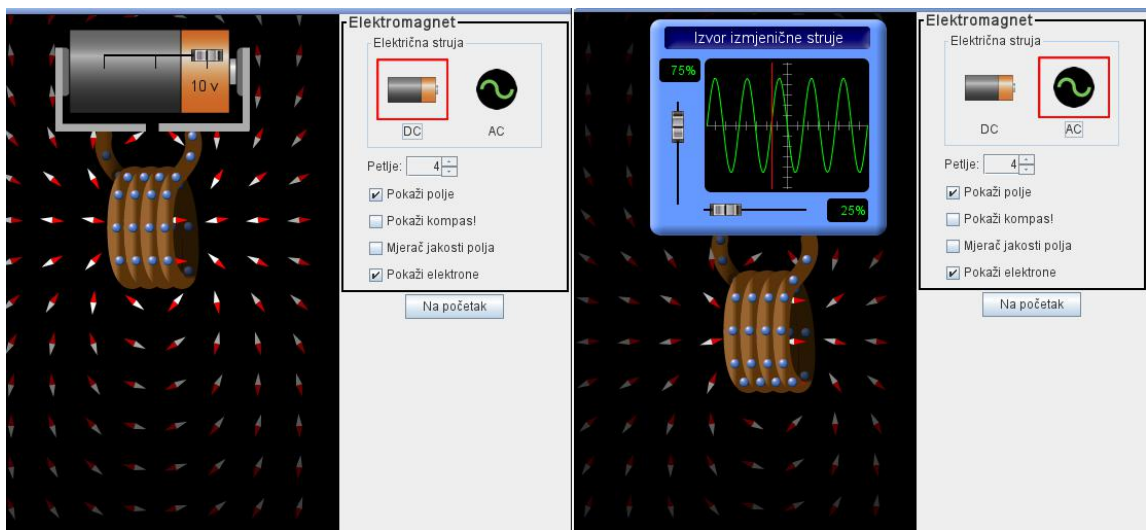 Elektromagnet
Električna struja
10 v
DC
AC
Petlje:
4
Pokaži polje
Pokaži kompas!
Mjerač jakosti polja
Pokaži elektrone
Na početak
Izvor izmjenične struje
75%
25%
Elektromagnet
Električna struja
DC
AC
Petlje:
4
Pokaži polje
Pokaži kompas!
Mjerač jakosti polja
Pokaži elektrone
Na početak